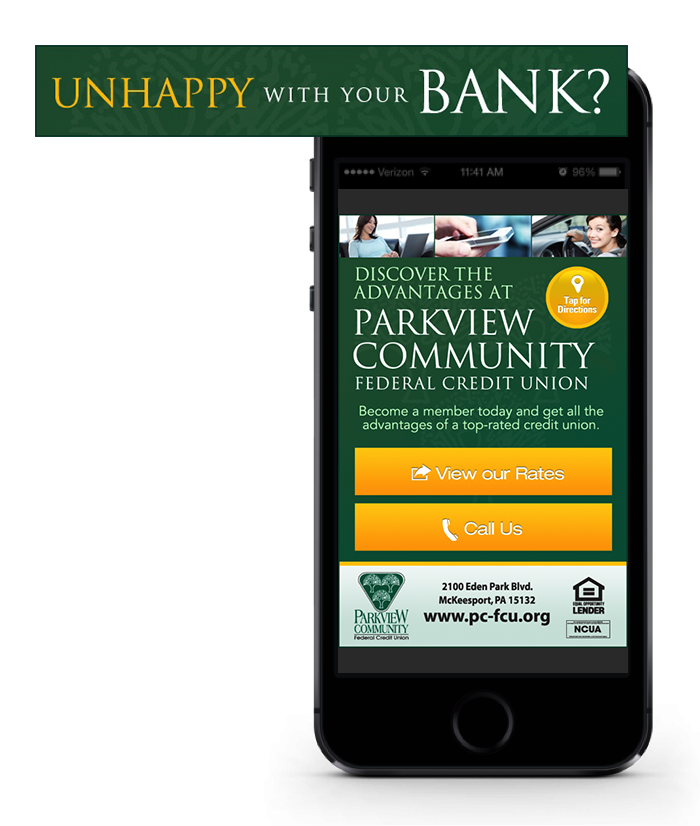 UNHAPPY WITH YOUR BANK?
Verizon 11:41 AM 96%
DISCOVER THE
ADVANTAGES AT
Tap for
Directions
PARKVIEW
COMMUNITY
FEDERAL CREDIT UNION
Become a member today and get all the
advantages of a top-rated credit union.
View our Rates
Call Us
PARKVIEW
COMMUNITY
Federal Credit Union
2100 Eden Park Blvd.
McKeesport, PA 15132
www.pc-fcu.org
EQUAL OPPORTUNITY
LENDER
NCUA